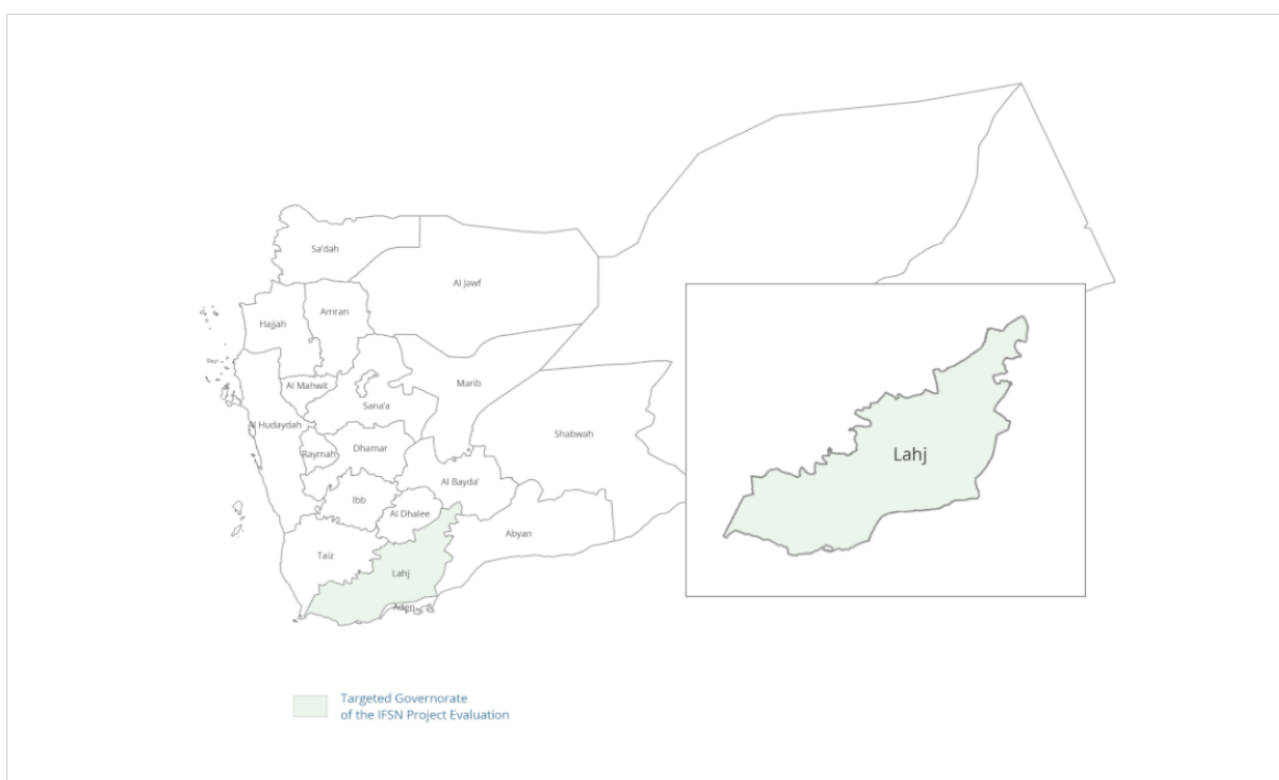 Sa'dah
Al Jawf
Hajjah
Amran
Al Mahwit
Marib
Sana'a
Al Hudaydah
Shabwah
Raymah
Dhamar
Al Bayda'
Ibb
Al Dhalee
Abyan
Taiz
Lahj
Aden
Lahj
Targeted Governorate
of the IFSN Project Evaluation